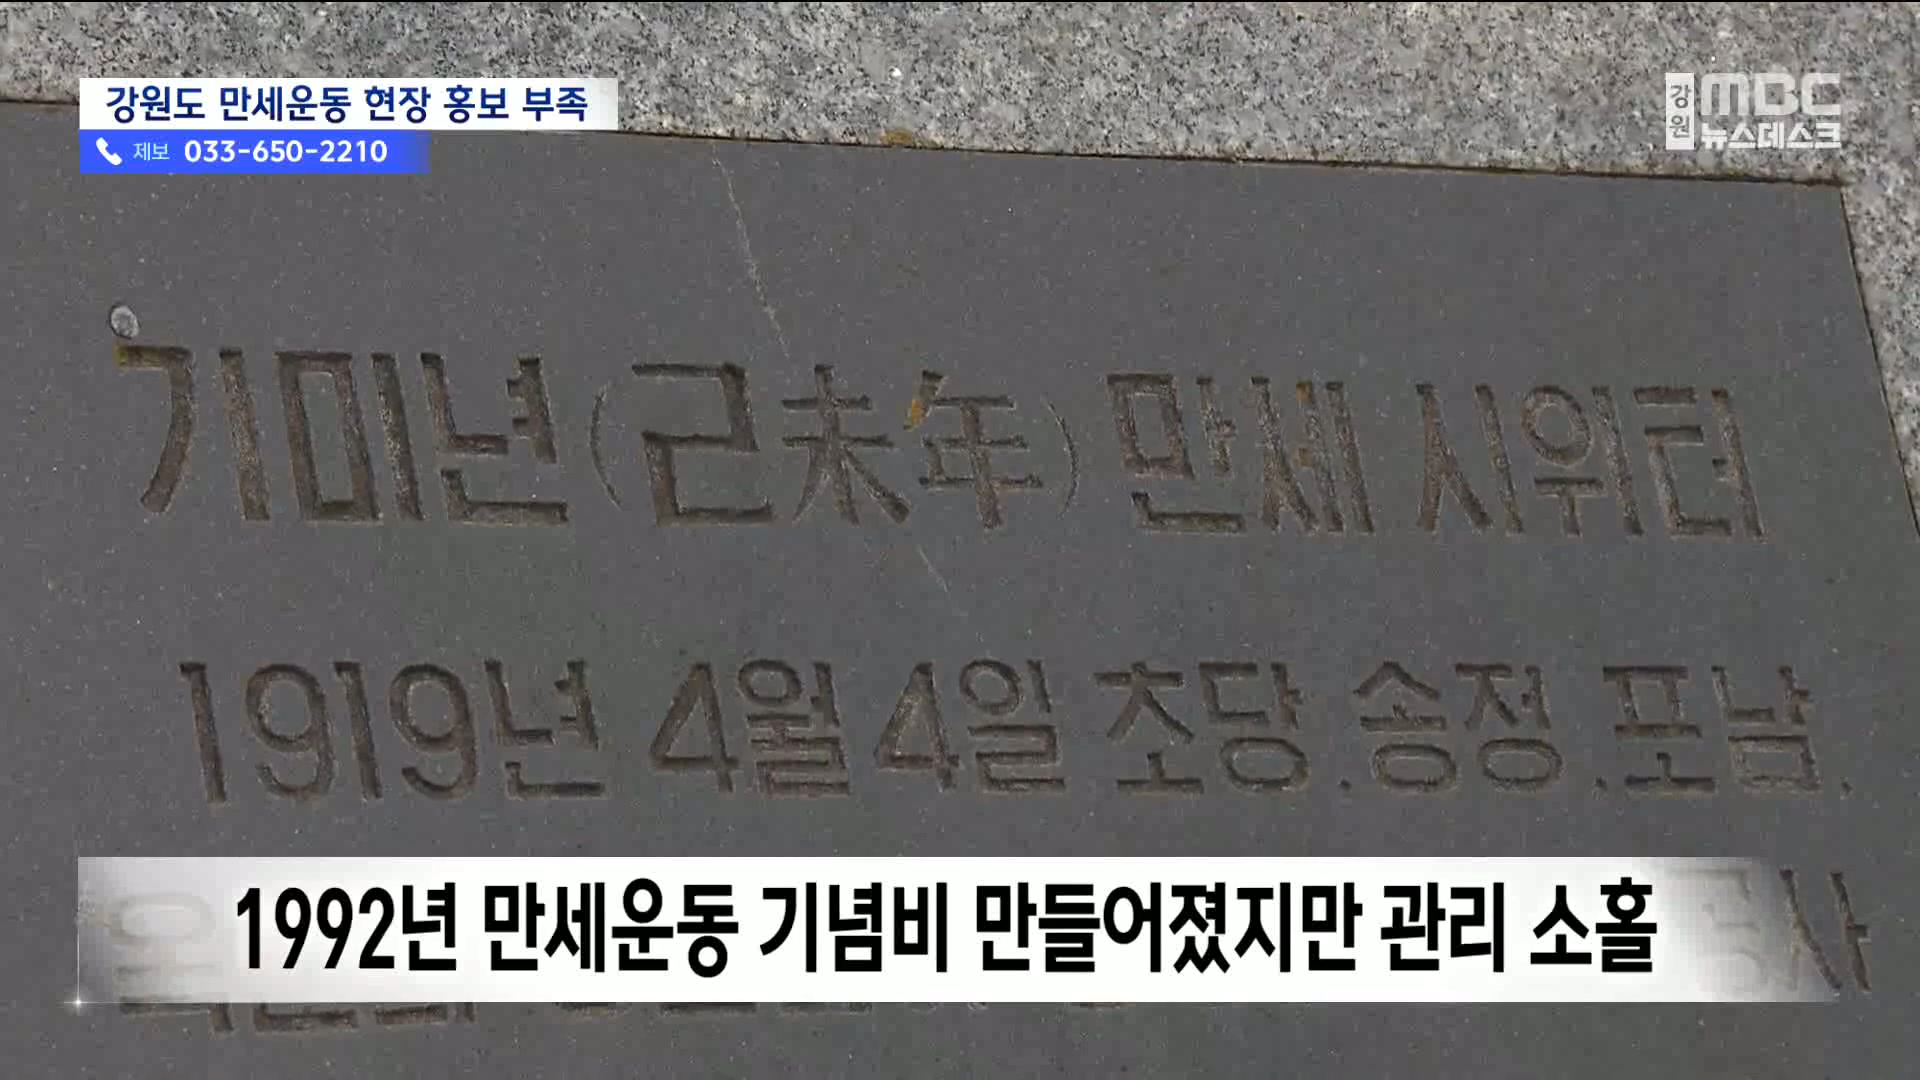 강원도 만세운동 현장 홍보 부족
제보 033-650-2210
강원 MBC 뉴스데스크
기미년(己未年) 만세 시위터
1919년 4월 4일 초당.송정.포남.
1992년 만세운동 기념비 만들어졌지만 관리 소홀